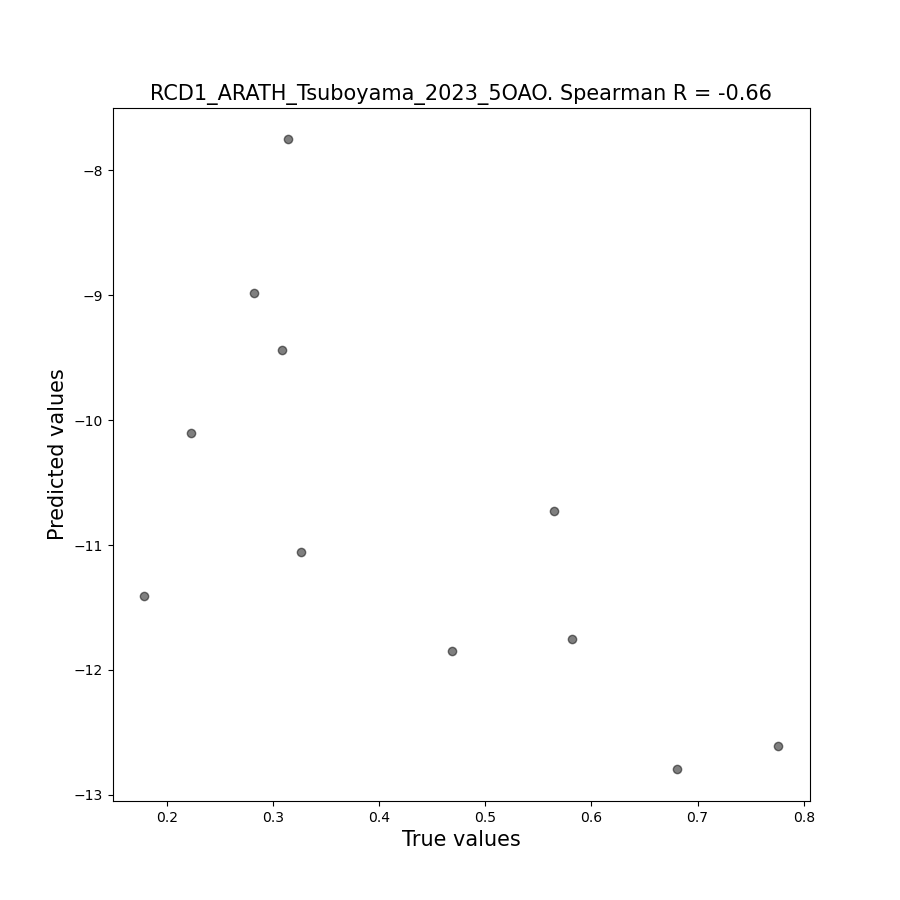 RCD1_ARATH_Tsuboyama_2023_5OAO. Spearman R = -0.66
−8
−9
−10
−11
−12
−13
Predicted values
0.2 0.3 0.4 0.5 0.6 0.7 0.8
True values